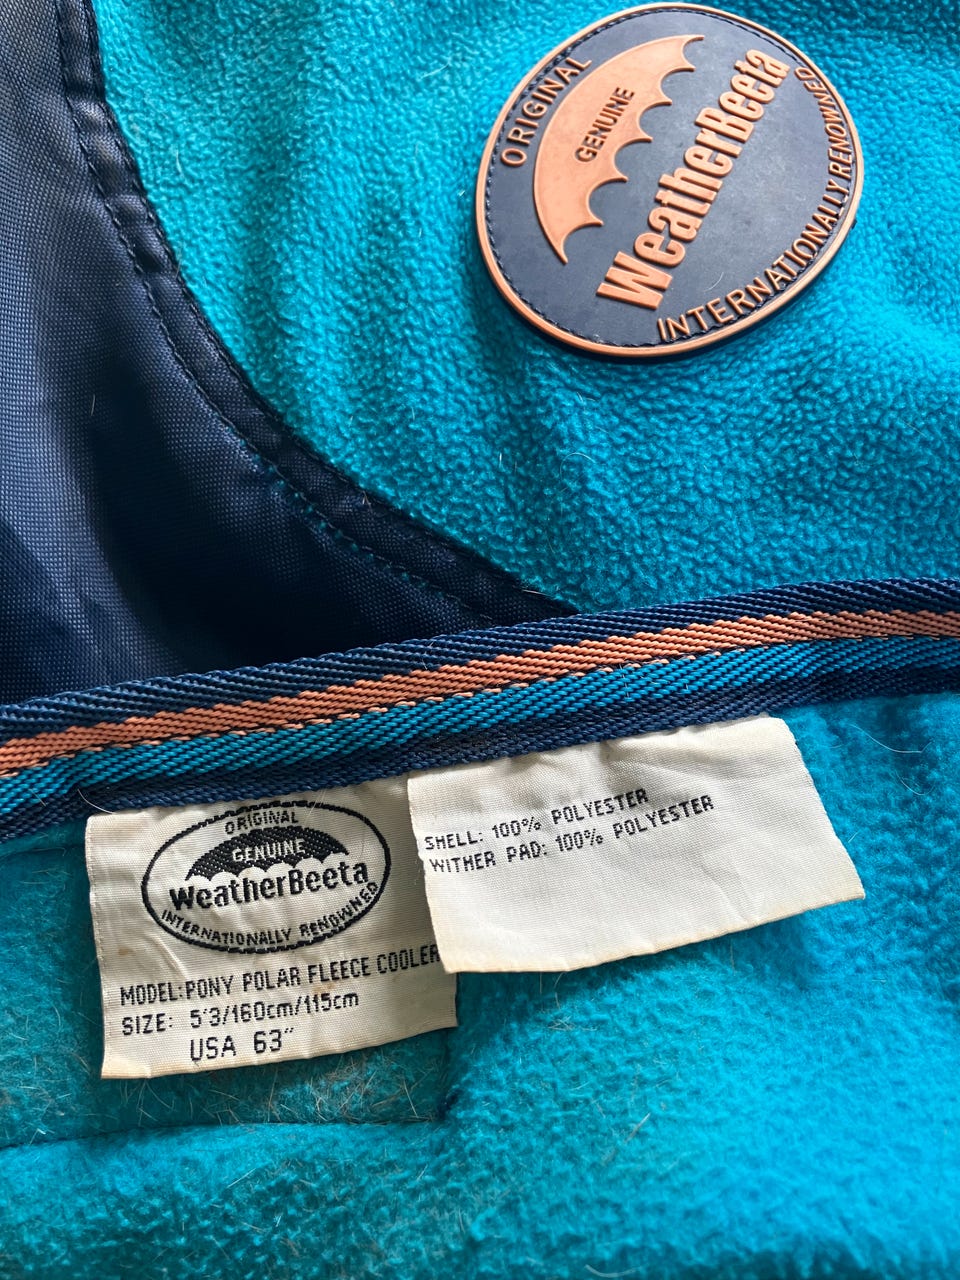 ORIGINAL
GENUINE
WeatherBeeta
INTERNATIONALLY RENOWNED
ORIGINAL
GENUINE
WeatherBeeta
INTERNATIONALLY RENOWNED
MODEL:PONY POLAR FLEECE COOLER
SIZE: 5'3/160cm/115cm
USA 63"
SHELL: 100% POLYESTER
WITHER PAD: 100% POLYESTER